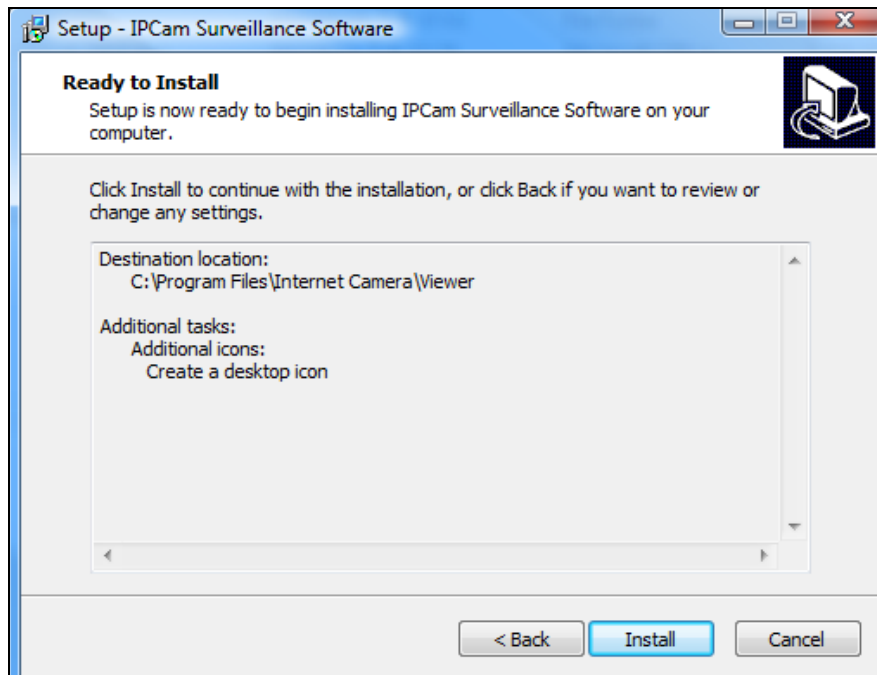 Setup - IPCam Surveillance Software
Ready to Install
Setup is now ready to begin installing IPCam Surveillance Software on your
computer.
Click Install to continue with the installation, or click Back if you want to review or
change any settings.
Destination location:
C:\Program Files\Internet Camera\Viewer
Additional tasks:
Additional icons:
Create a desktop icon
< Back Install Cancel